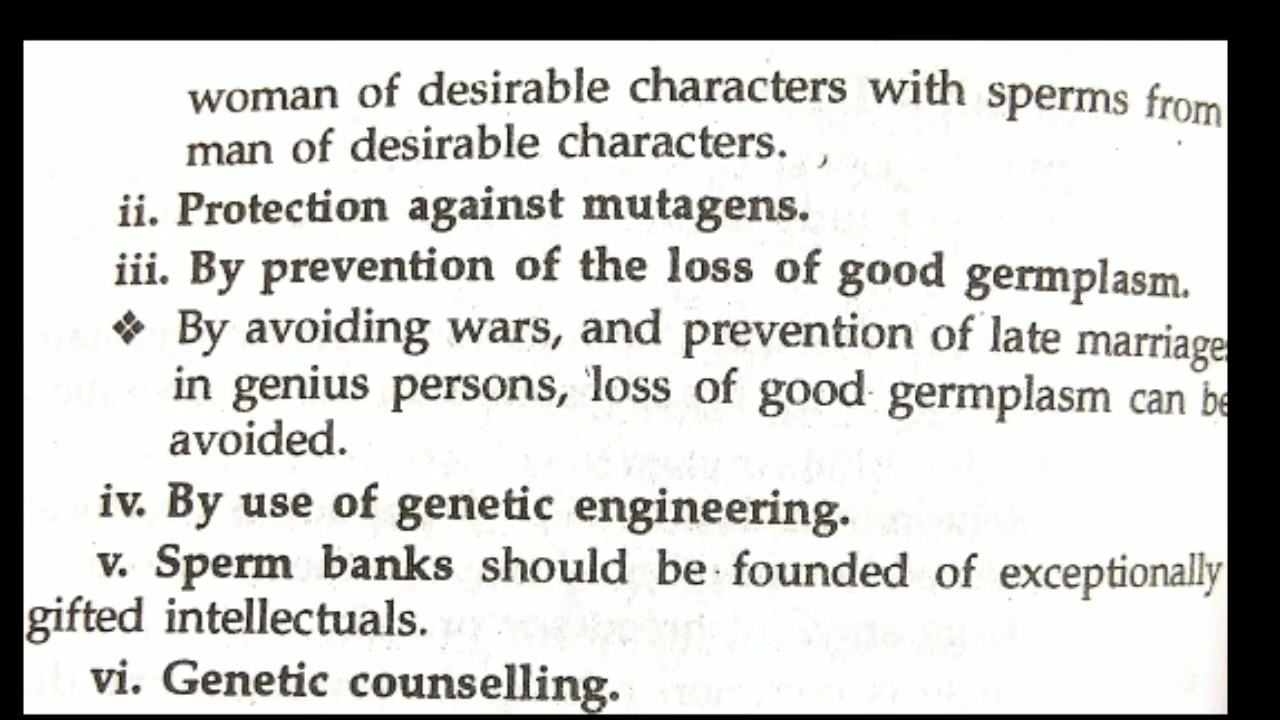 woman of desirable characters with sperms from
man of desirable characters.
ii. Protection against mutagens.
iii. By prevention of the loss of good germplasm.
❖ By avoiding wars, and prevention of late marriage
in genius persons, loss of good germplasm can be
avoided.
iv. By use of genetic engineering.
v. Sperm banks should be founded of exceptionally
gifted intellectuals.
vi. Genetic counselling.